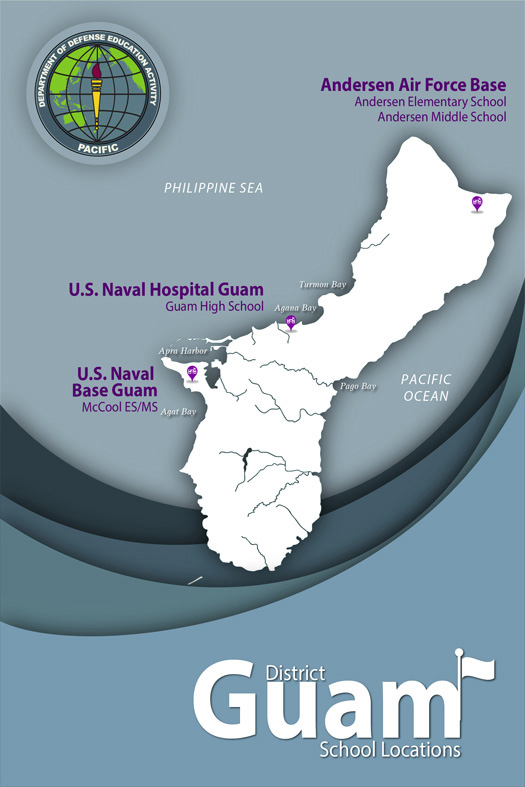 DEPARTMENT OF DEFENSE EDUCATION ACTIVITY
PACIFIC
Andersen Air Force Base
Andersen Elementary School
Andersen Middle School
PHILIPPINE SEA
Turmon Bay
U.S. Naval Hospital Guam
Guam High School
Agana Bay
Apra Harbor
U.S. Naval
Base Guam
McCool ES/MS
Agat Bay
Pago Bay
PACIFIC
OCEAN
District
Guam
School Locations